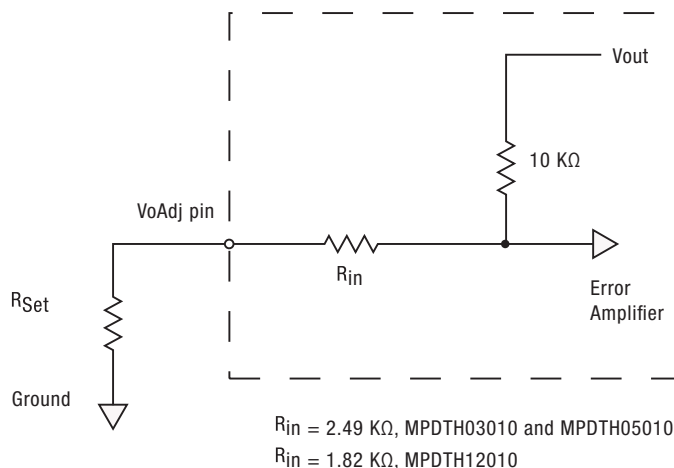 Vout
10 KΩ
VoAdj pin
Rin
RSet
Error
Amplifier
Ground
Rin = 2.49 KΩ, MPDTH03010 and MPDTH05010
Rin = 1.82 KΩ, MPDTH12010